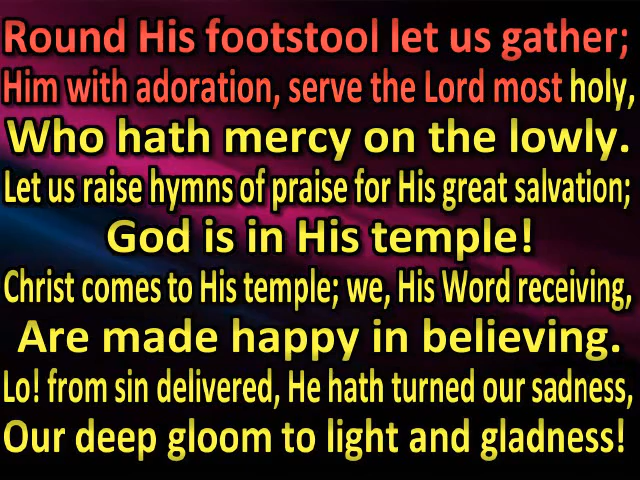 Round His footstool let us gather;
Him with adoration, serve the Lord most holy,
Who hath mercy on the lowly.
Let us raise hymns of praise for His great salvation;
God is in His temple!
Christ comes to His temple; we, His Word receiving,
Are made happy in believing.
Lo! from sin delivered, He hath turned our sadness,
Our deep gloom to light and gladness!